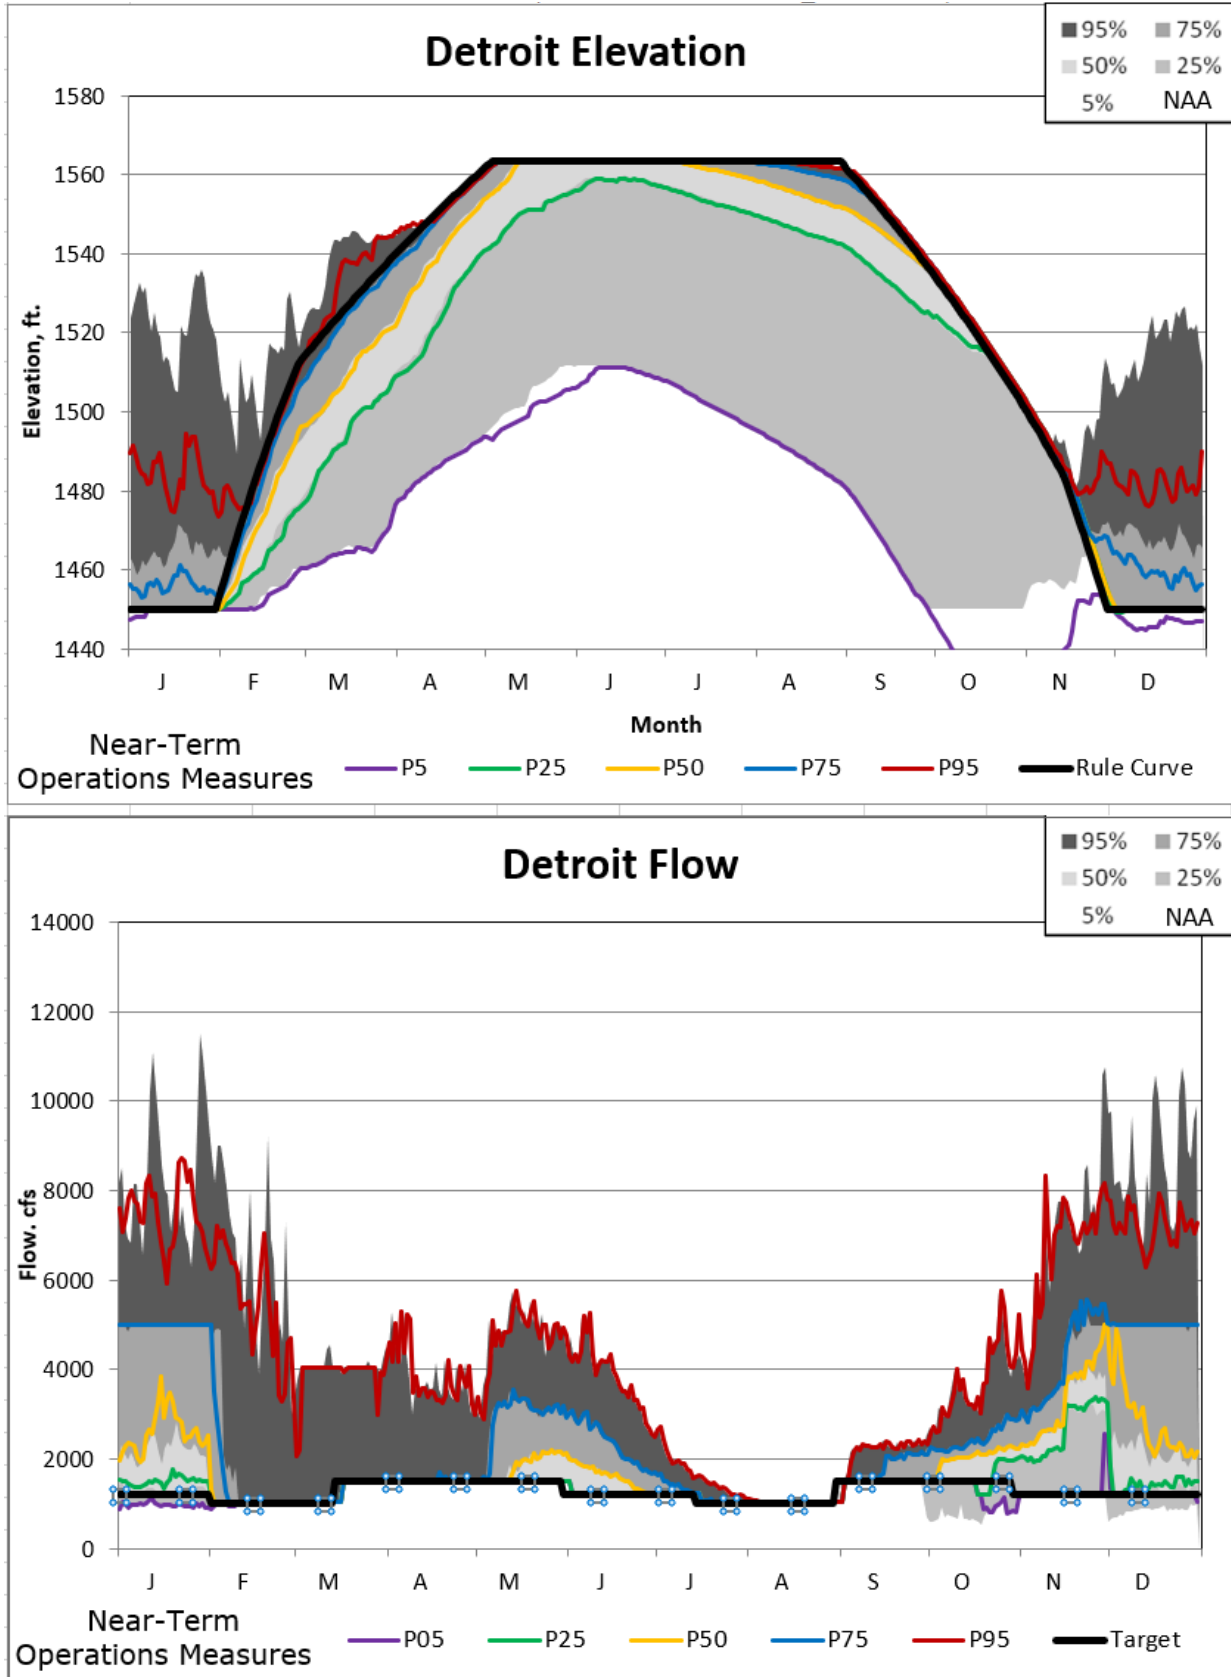 Detroit Elevation
95% 75%
50% 25%
5% NAA
1580
1560
1540
1520
1500
1480
1460
1440
Elevation, ft.
J F M A M J J A S O N D
Month
Near-Term
Operations Measures
P5 P25 P50 P75 P95 Rule Curve
Detroit Flow
95% 75%
50% 25%
5% NAA
14000
12000
10000
8000
6000
4000
2000
0
Flow. cfs
J F M A M J J A S O N D
Near-Term
Operations Measures
P05 P25 P50 P75 P95 Target